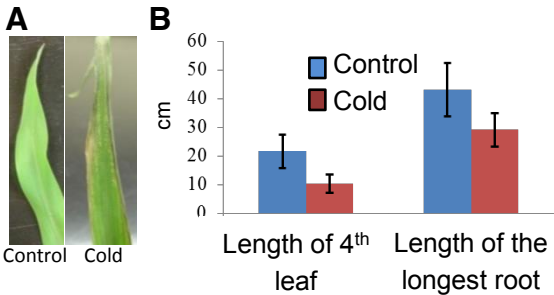 A
Control Cold
B
60
50
40
30
20
10
0
cm
Control
Cold
Length of 4th
leaf
Length of the
longest root